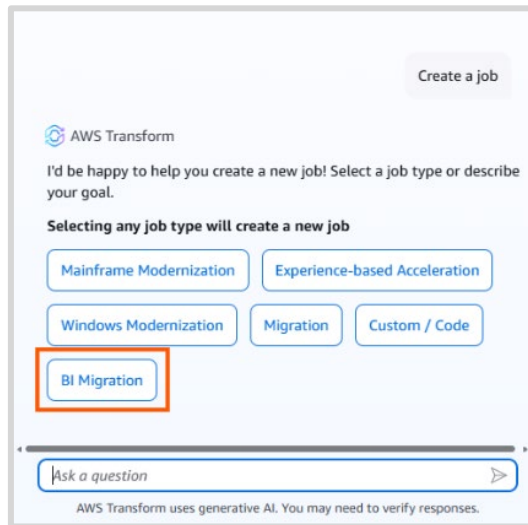 Create a job
AWS Transform
I'd be happy to help you create a new job! Select a job type or describe
your goal.
Selecting any job type will create a new job
Mainframe Modernization
Experience-based Acceleration
Windows Modernization
Migration
Custom / Code
BI Migration
Ask a question
AWS Transform uses generative AI. You may need to verify responses.